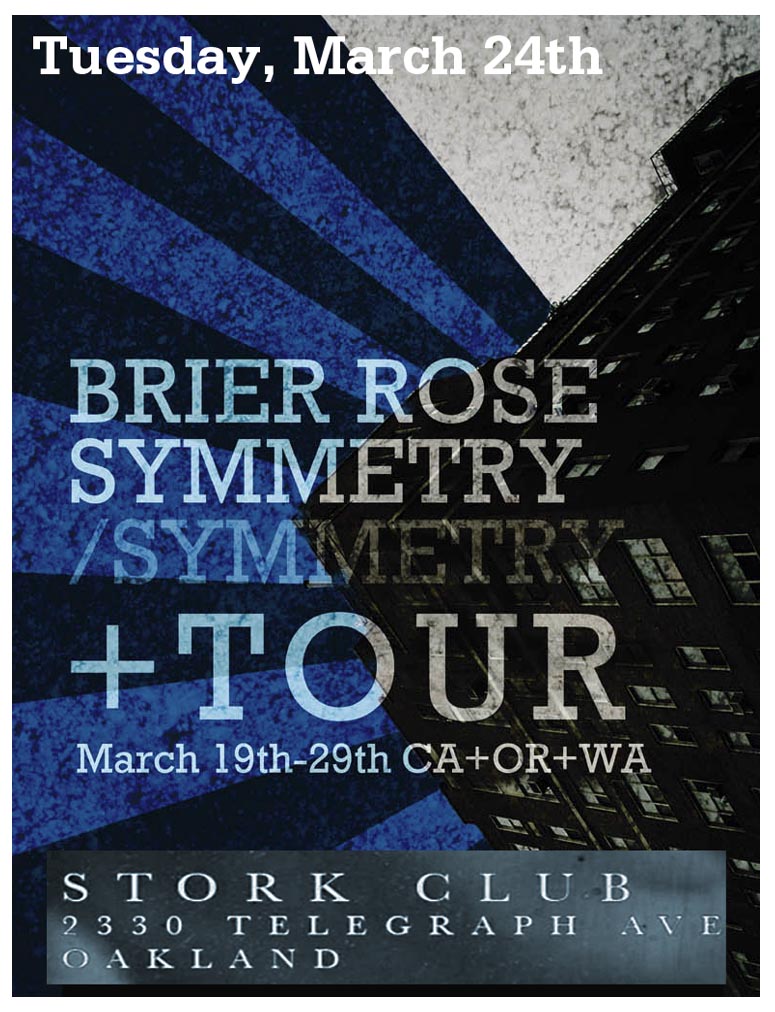 Tuesday, March 24th
BRIER ROSE
SYMMETRY
/SYMMETRY
+TOUR
March 19th-29th CA+OR+WA
STORK CLUB
2330 TELEGRAPH AVE
OAKLAND